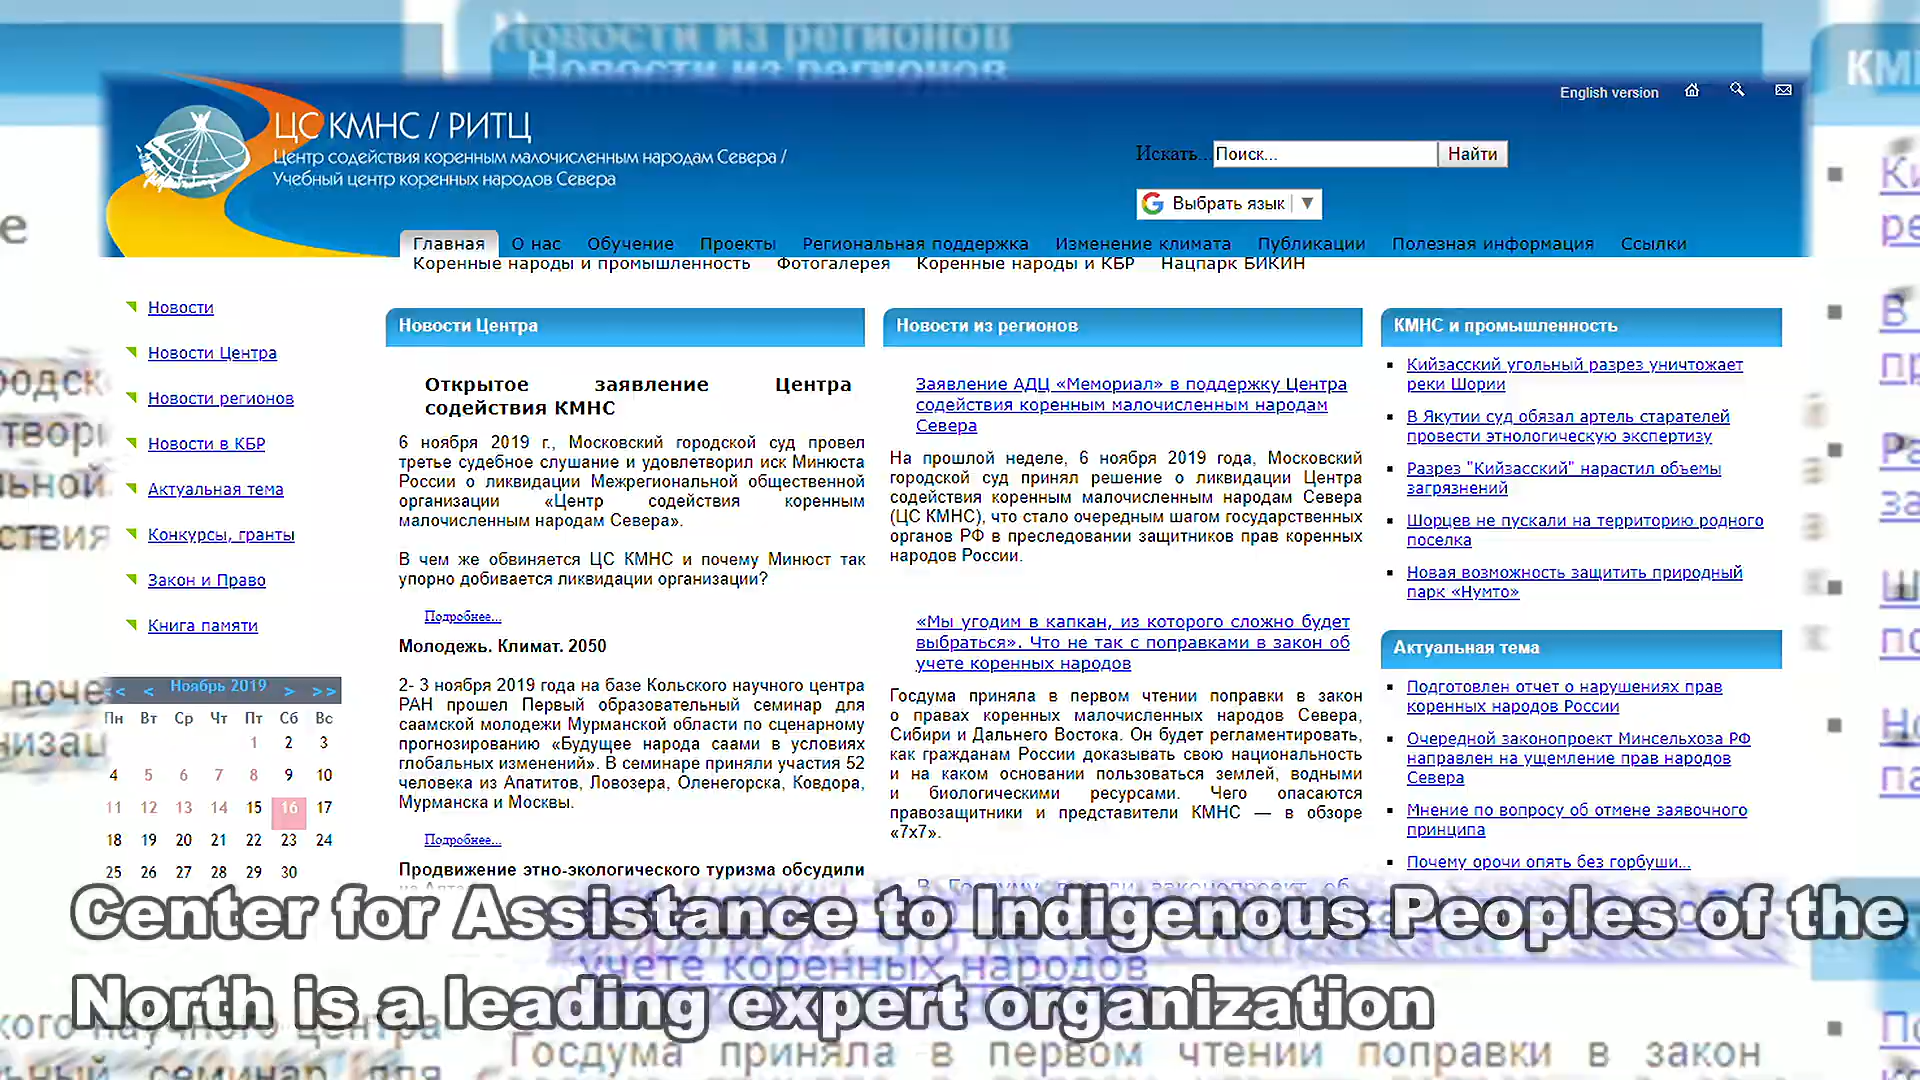 Новости из регионов
Новости из регионов
English version
ЦС КМНС / РИТЦ
Центр содействия коренным малочисленным народам Севера /
Учебный центр коренных народов Севера
Искать... Поиск... Найти
Выбрать язык ▼
Главная О нас Обучение Проекты Региональная поддержка Изменение климата Публикации Полезная информация Ссылки
Коренные народы и промышленность Фотогалерея Коренные народы и КБР Нацпарк БИКИН
Новости
Новости Центра
Новости регионов
Новости в КБР
Актуальная тема
Конкурсы, гранты
Закон и Право
Книга памяти
<< < Ноябрь 2019 > >>
Пн Вт Ср Чт Пт Сб Вс
1 2 3
4 5 6 7 8 9 10
11 12 13 14 15 16 17
18 19 20 21 22 23 24
25 26 27 28 29 30
Новости Центра
Открытое заявление Центра
содействия КМНС
6 ноября 2019 г., Московский городской суд провел
третье судебное слушание и удовлетворил иск Минюста
России о ликвидации Межрегиональной общественной
организации «Центр содействия коренным
малочисленным народам Севера».
В чем же обвиняется ЦС КМНС и почему Минюст так
упорно добивается ликвидации организации?
Подробнее...
Молодежь. Климат. 2050
2- 3 ноября 2019 года на базе Кольского научного центра
РАН прошел Первый образовательный семинар для
саамской молодежи Мурманской области по сценарному
прогнозированию «Будущее народа саами в условиях
глобальных изменений». В семинаре приняли участия 52
человека из Апатитов, Ловозера, Оленегорска, Ковдора,
Мурманска и Москвы.
Подробнее...
Продвижение этно-экологического туризма обсудили
Новости из регионов
Заявление АДЦ «Мемориал» в поддержку Центра
содействия коренным малочисленным народам
Севера
На прошлой неделе, 6 ноября 2019 года, Московский
городской суд принял решение о ликвидации Центра
содействия коренным малочисленным народам Севера
(ЦС КМНС), что стало очередным шагом государственных
органов РФ в преследовании защитников прав коренных
народов России.
«Мы угодим в капкан, из которого сложно будет
выбраться». Что не так с поправками в закон об
учете коренных народов
Госдума приняла в первом чтении поправки в закон
о правах коренных малочисленных народов Севера,
Сибири и Дальнего Востока. Он будет регламентировать,
как гражданам России доказывать свою национальность
и на каком основании пользоваться землей, водными
и биологическими ресурсами. Чего опасаются
правозащитники и представители КМНС — в обзоре
«7х7».
КМНС и промышленность
Кийзасский угольный разрез уничтожает
реки Шории
В Якутии суд обязал артель старателей
провести этнологическую экспертизу
Разрез "Кийзасский" нарастил объемы
загрязнений
Шорцев не пускали на территорию родного
поселка
Новая возможность защитить природный
парк «Нумто»
Актуальная тема
Подготовлен отчет о нарушениях прав
коренных народов России
Очередной законопроект Минсельхоза РФ
направлен на ущемление прав народов
Севера
Мнение по вопросу об отмене заявочного
принципа
Почему орочи опять без горбуши...
Center for Assistance to Indigenous Peoples of the
учете коренных народов
North is a leading expert organization
Госдума приняла в первом чтении поправки в закон